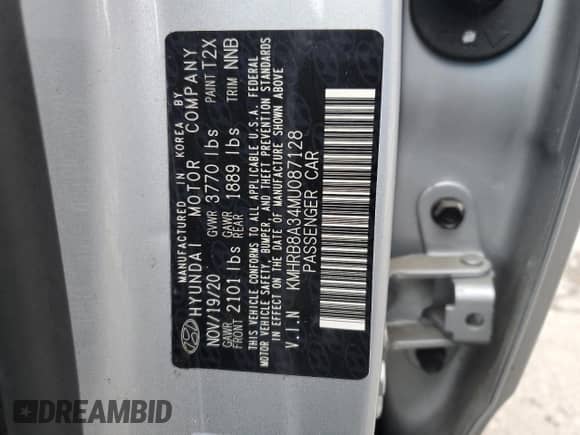 MANUFACTURED IN KOREA BY
HYUNDAI MOTOR COMPANY
NOV/19/20 GVWR 3770 lbs PAINT T2X
GAWR FRONT 2101 lbs GAWR REAR 1889 lbs TRIM NNB
THIS VEHICLE CONFORMS TO ALL APPLICABLE U.S.A. FEDERAL
MOTOR VEHICLE SAFETY, BUMPER, AND THEFT PREVENTION STANDARDS
IN EFFECT ON THE DATE OF MANUFACTURE SHOWN ABOVE
V.I.N KMHRB8A34MU087128
PASSENGER CAR
DREAMBID